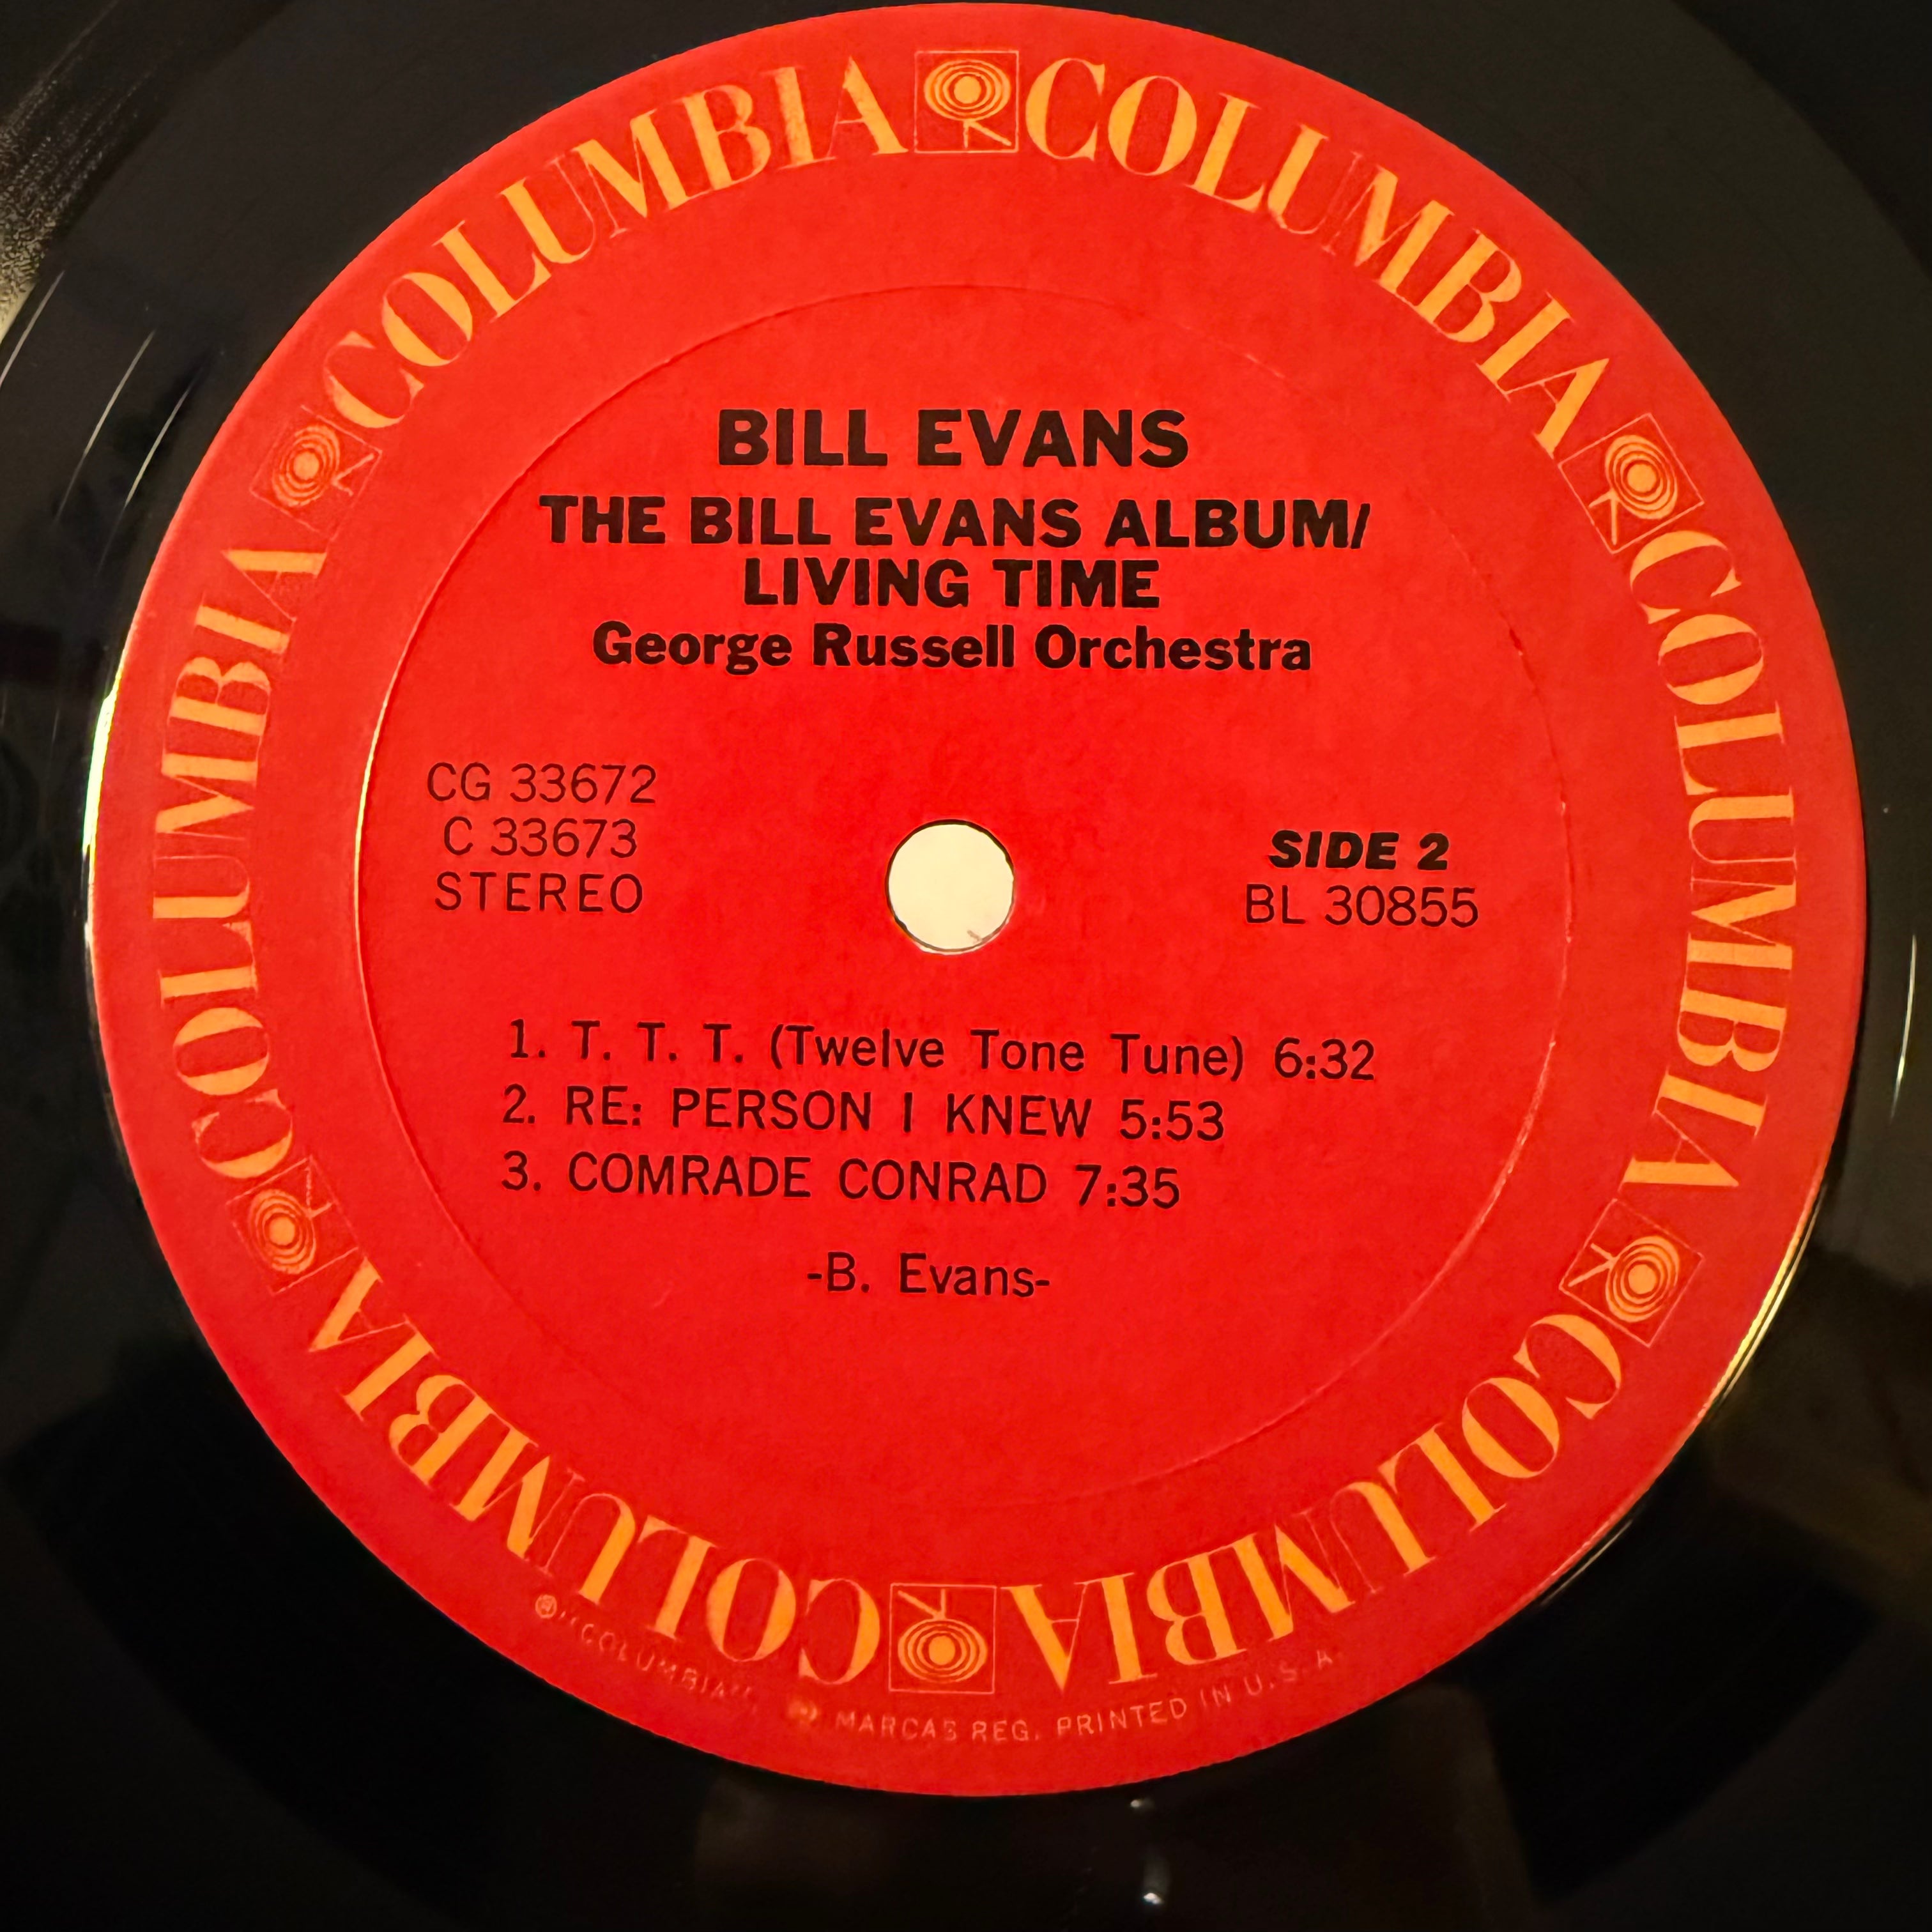 COLUMBIA COLUMBIA COLUMBIA COLUMBIA COLUMBIA COLUMBIA
BILL EVANS
THE BILL EVANS ALBUM/
LIVING TIME
George Russell Orchestra
CG 33672
C 33673
STEREO
SIDE 2
BL 30855
1. T. T. T. (Twelve Tone Tune) 6:32
2. RE: PERSON I KNEW 5:53
3. COMRADE CONRAD 7:35
-B. Evans-
"COLUMBIA", MARCAS REG. PRINTED IN U.S.A.